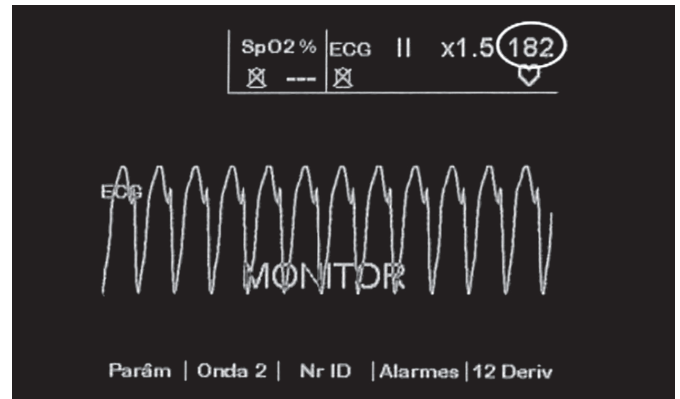 SpO2 % ECG II x1.5 182
---
ECG
MONITOR
Parâm | Onda 2 | Nr ID | Alarmes | 12 Deriv